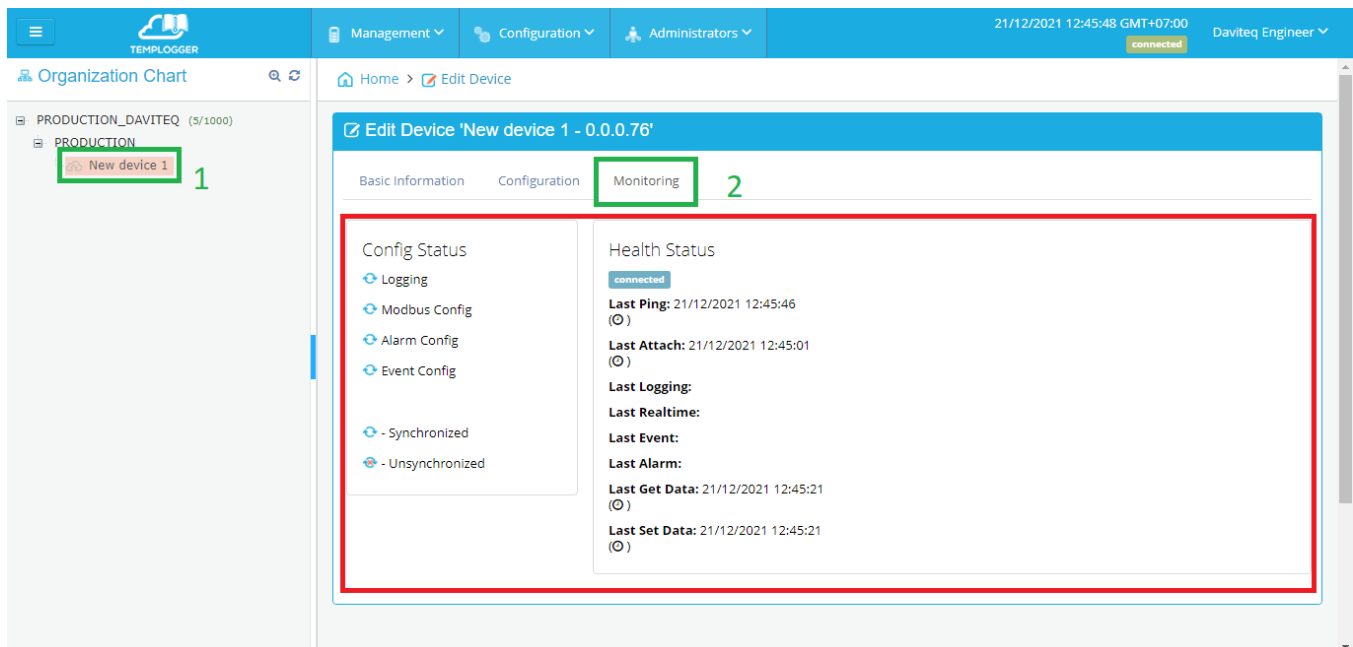 TEMPLOGGER
Management
Configuration
Administrators
21/12/2021 12:45:48 GMT+07:00
connected
Daviteq Engineer
Organization Chart
Home > Edit Device
PRODUCTION_DAVITEQ (5/1000)
PRODUCTION
New device 1
1
Edit Device 'New device 1 - 0.0.0.76'
Basic Information
Configuration
Monitoring
2
Config Status
Logging
Modbus Config
Alarm Config
Event Config
- Synchronized
- Unsynchronized
Health Status
connected
Last Ping: 21/12/2021 12:45:46
( )
Last Attach: 21/12/2021 12:45:01
( )
Last Logging:
Last Realtime:
Last Event:
Last Alarm:
Last Get Data: 21/12/2021 12:45:21
( )
Last Set Data: 21/12/2021 12:45:21
( )